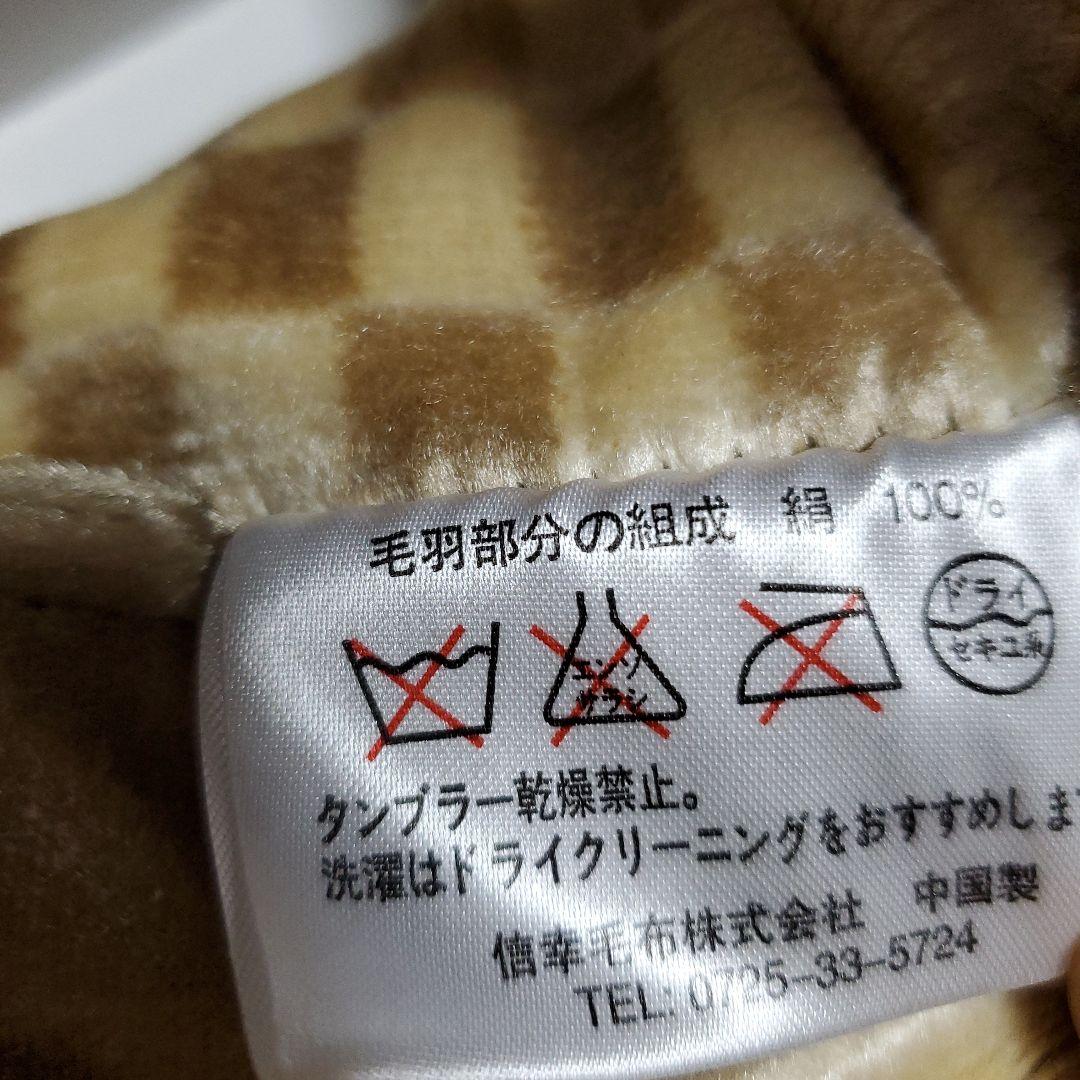 毛羽部分の組成 絹 100%
エンソ
サラシ
ドライ
セキユ系
タンブラー乾燥禁止。
洗濯はドライクリーニングをおすすめしま
信幸毛布株式会社 中国製
TEL: 0725-33-5724